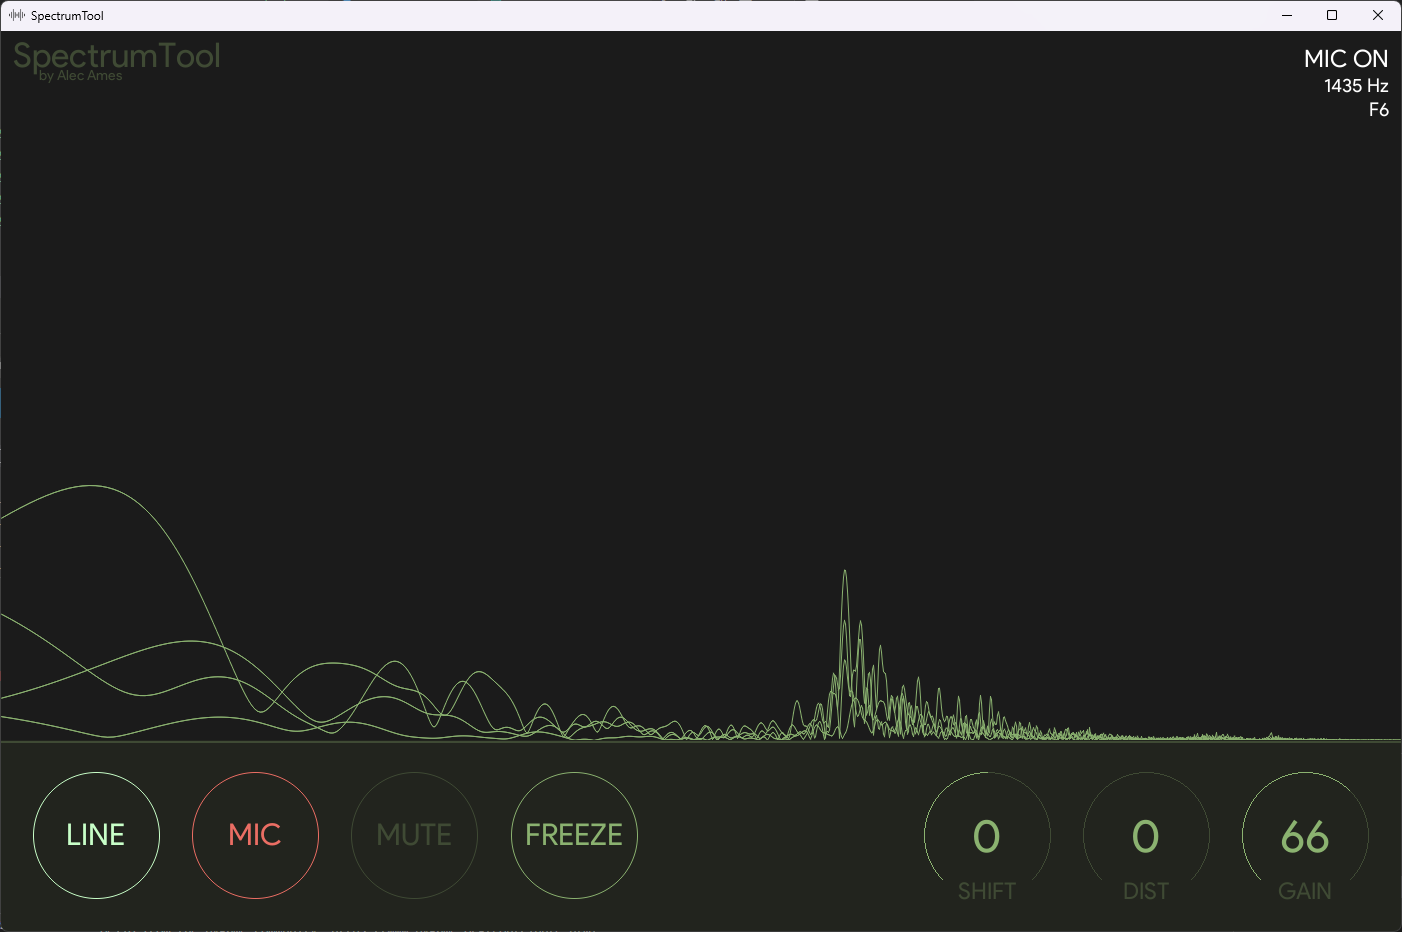 SpectrumTool
SpectrumTool
by Alec Ames
MIC ON
1435 Hz
F6
LINE
MIC
MUTE
FREEZE
0
SHIFT
0
DIST
66
GAIN